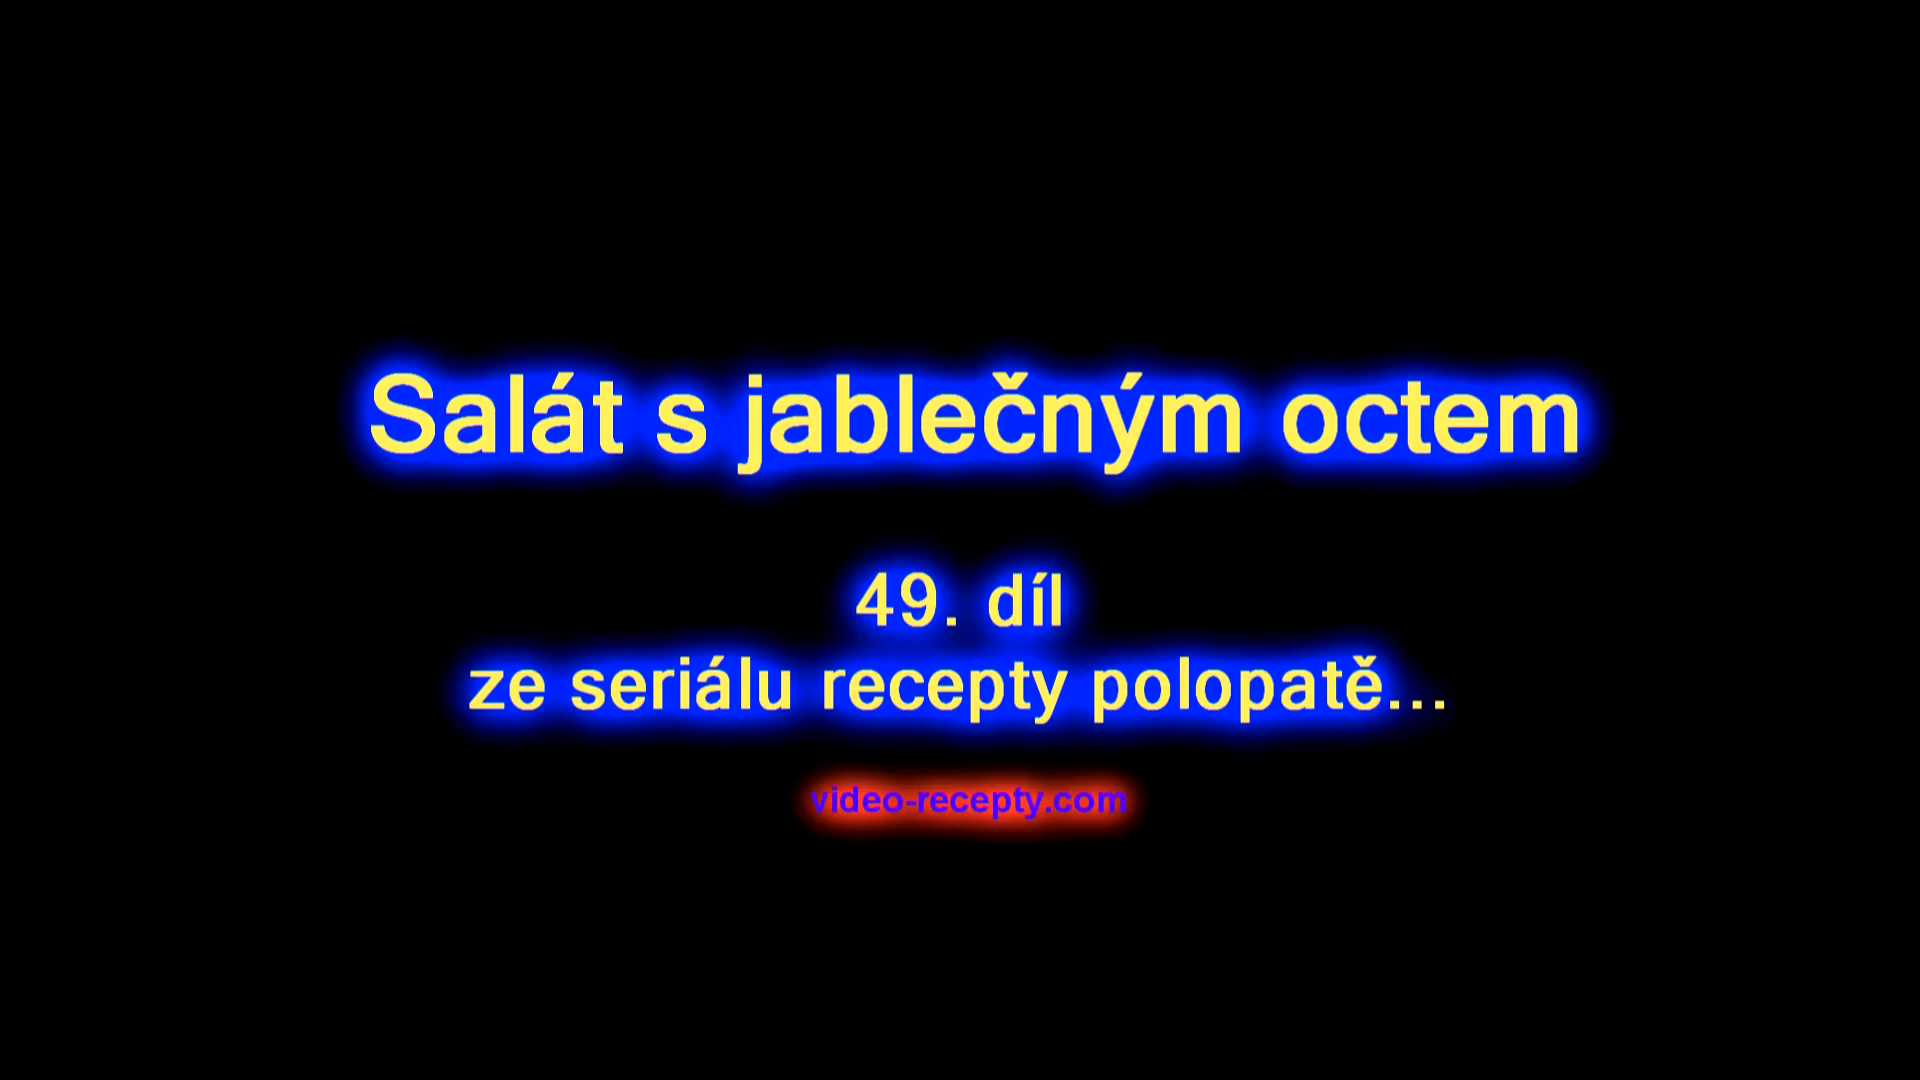 Salát s jablečným octem
49. díl
ze seriálu recepty polopatě...
video-recepty.com